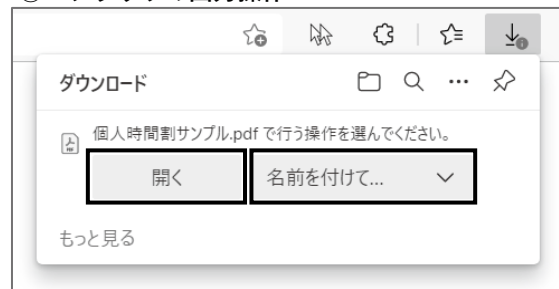 ダウンロード
個人時間割サンプル.pdf で行う操作を選んでください。
開く
名前を付けて...
もっと見る